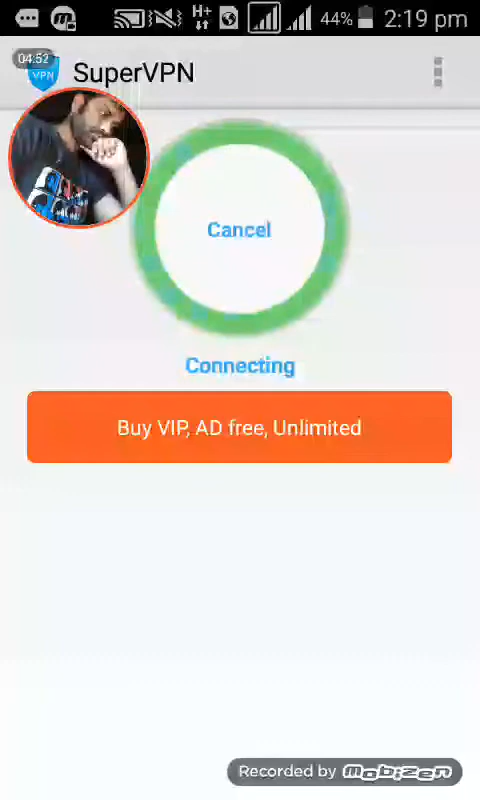 H+ 44% 2:19 pm
04:52
VPN
SuperVPN
Cancel
Connecting
Buy VIP, AD free, Unlimited
Recorded by mobizen